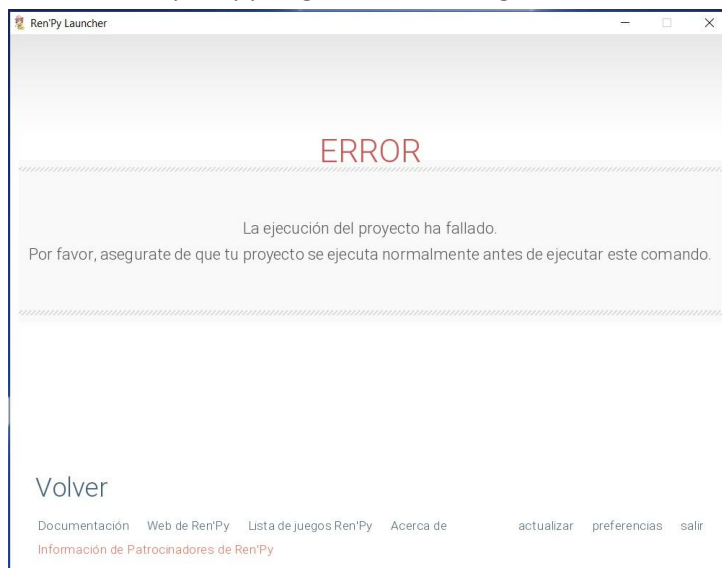 Ren'Py Launcher
ERROR
La ejecución del proyecto ha fallado.
Por favor, asegurate de que tu proyecto se ejecuta normalmente antes de ejecutar este comando.
Volver
Documentación Web de Ren'Py Lista de juegos Ren'Py Acerca de actualizar preferencias salir
Información de Patrocinadores de Ren'Py